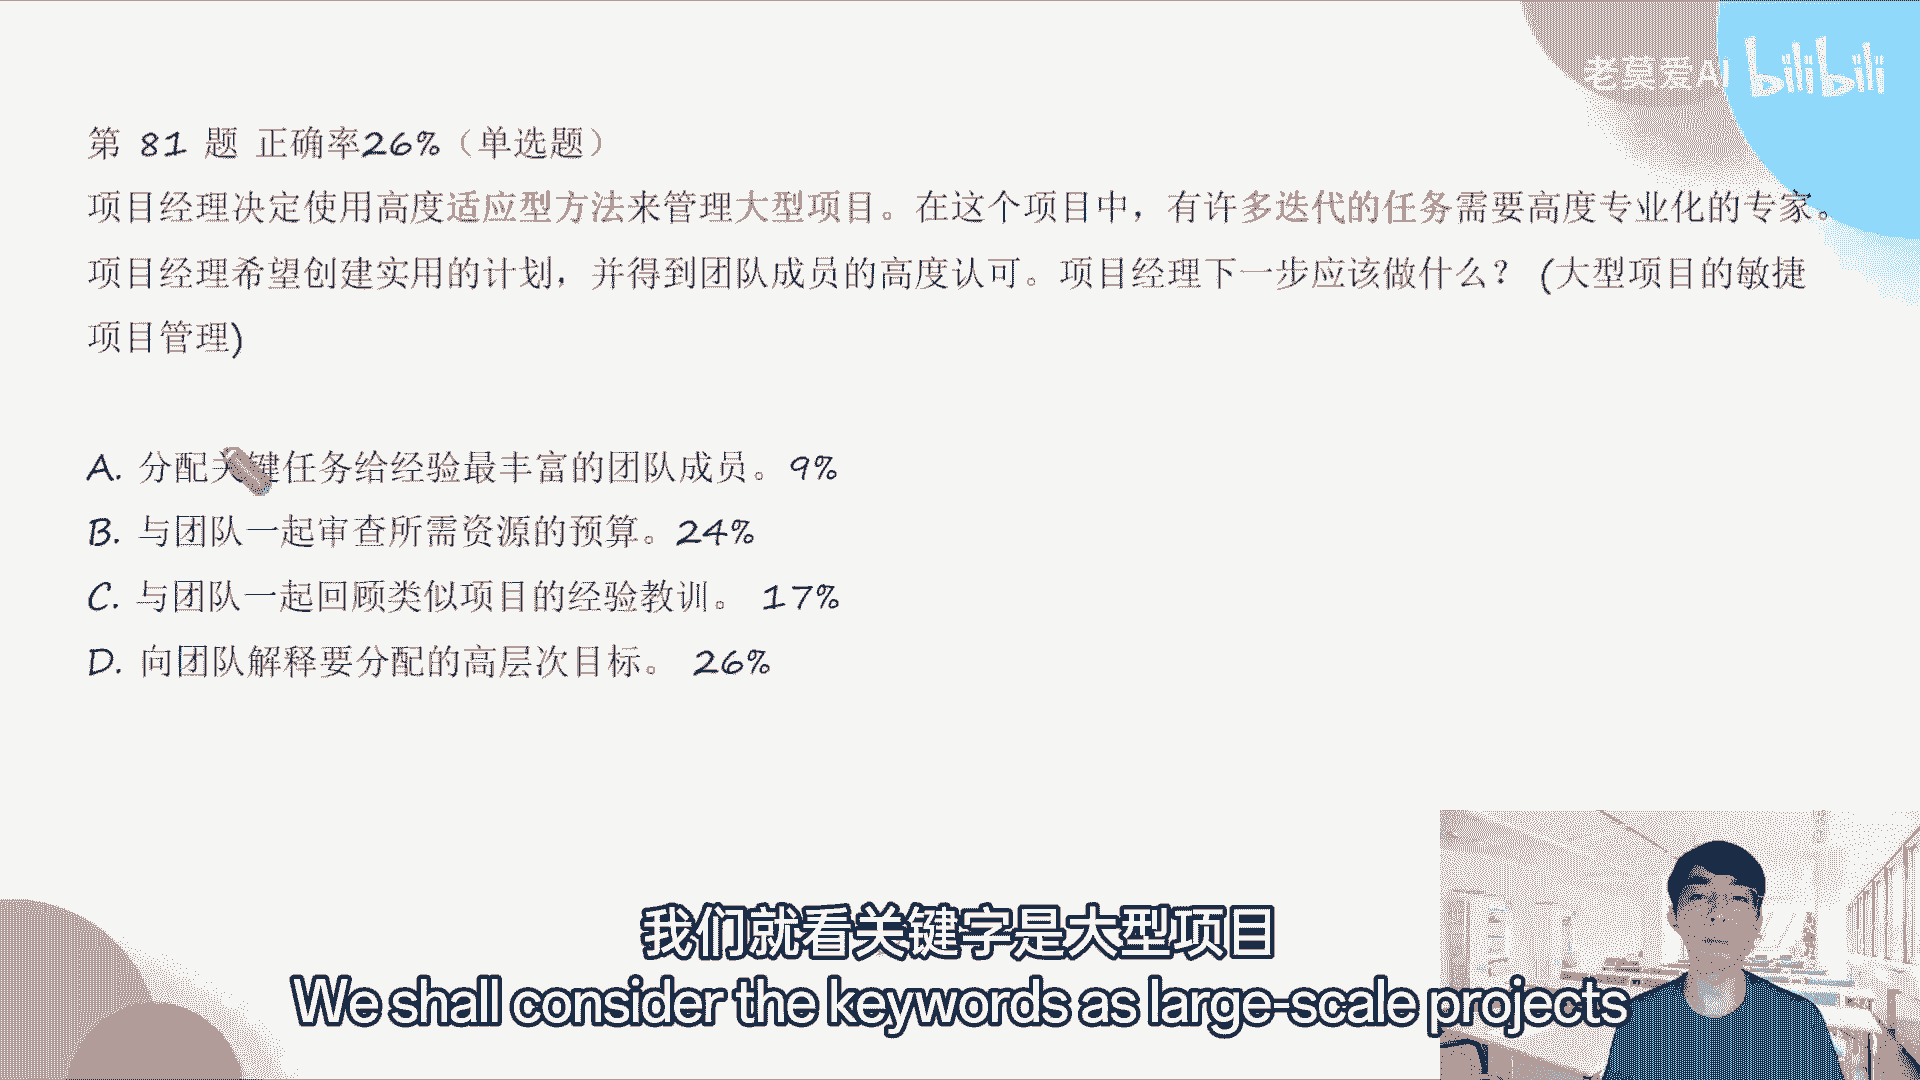 老莫爱AI bilibili
第 81 题 正确率26%（单选题）
项目经理决定使用高度适应型方法来管理大型项目。在这个项目中，有许多迭代的任务需要高度专业化的专家。
项目经理希望创建实用的计划，并得到团队成员的高度认可。项目经理下一步应该做什么？ (大型项目的敏捷
项目管理)
A. 分配关键任务给经验最丰富的团队成员。9%
B. 与团队一起审查所需资源的预算。24%
C. 与团队一起回顾类似项目的经验教训。 17%
D. 向团队解释要分配的高层次目标。 26%
我们就看关键字是大型项目
We shall consider the keywords as large-scale projects